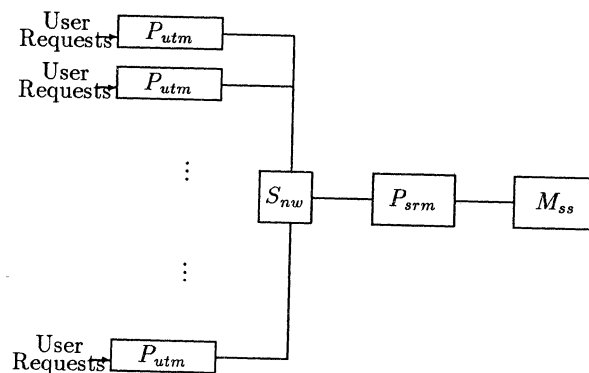 User
Requests
P_utm
User
Requests
P_utm
⋮
S_nw
P_srm
M_ss
⋮
User
Requests
P_utm